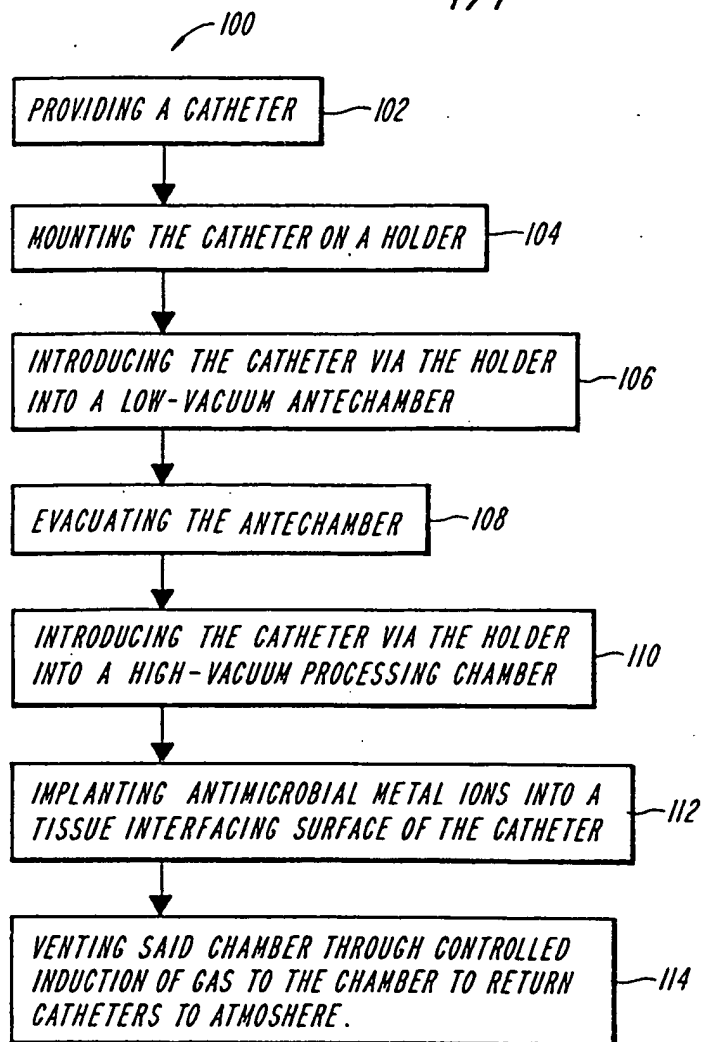 1/1
100
PROVIDING A CATHETER
102
MOUNTING THE CATHETER ON A HOLDER
104
INTRODUCING THE CATHETER VIA THE HOLDER
INTO A LOW-VACUUM ANTECHAMBER
106
EVACUATING THE ANTECHAMBER
108
INTRODUCING THE CATHETER VIA THE HOLDER
INTO A HIGH-VACUUM PROCESSING CHAMBER
110
IMPLANTING ANTIMICROBIAL METAL IONS INTO A
TISSUE INTERFACING SURFACE OF THE CATHETER
112
VENTING SAID CHAMBER THROUGH CONTROLLED
INDUCTION OF GAS TO THE CHAMBER TO RETURN
CATHETERS TO ATMOSHERE.
114